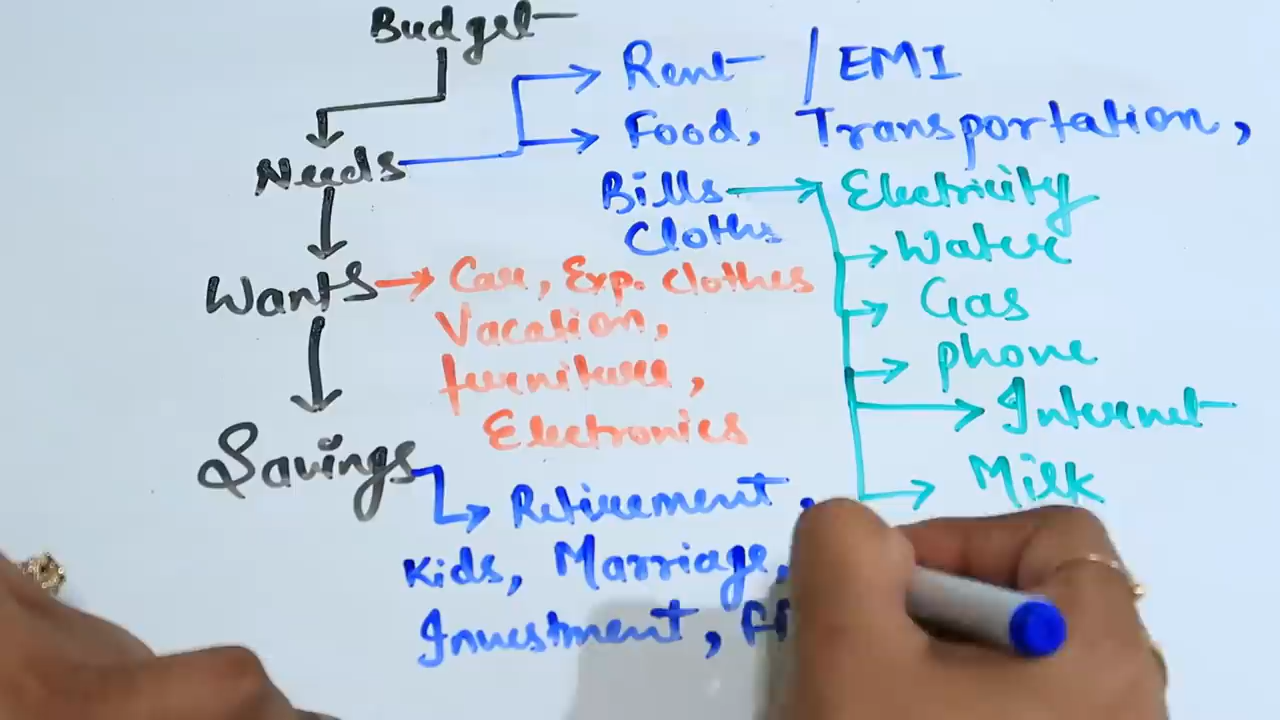 Budget
Rent / EMI
Food, Transportation,
Needs
Bills Electricity
Cloths
Water
Wants Car, Exp. clothes
Gas
Vacation,
phone
furniture,
Internet
Electronics
Savings
Milk
Retirement,
Kids, Marriage,
Investment,